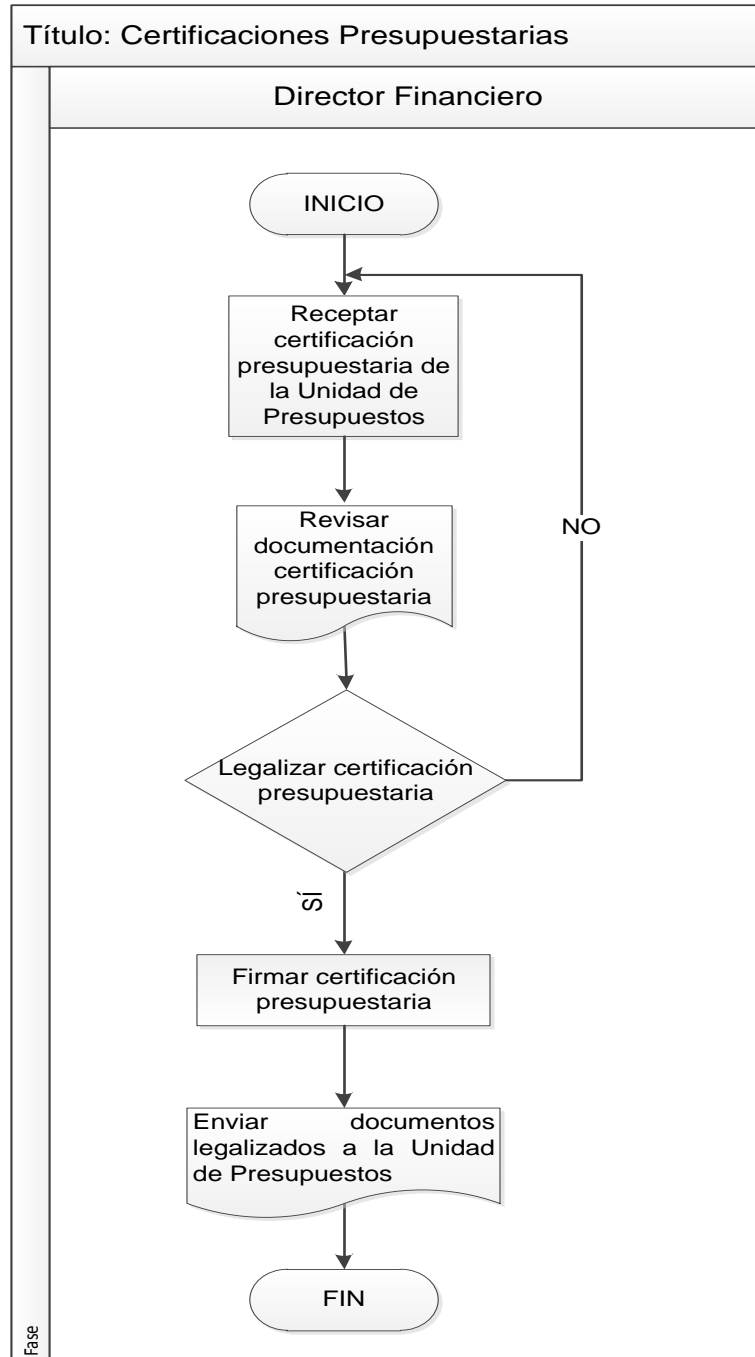 Título: Certificaciones Presupuestarias
Director Financiero
INICIO
Receptar
certificación
presupuestaria de
la Unidad de
Presupuestos
Revisar
documentación
certificación
presupuestaria
NO
Legalizar certificación
presupuestaria
SÍ
Firmar certificación
presupuestaria
Enviar documentos
legalizados a la Unidad
de Presupuestos
FIN
Fase